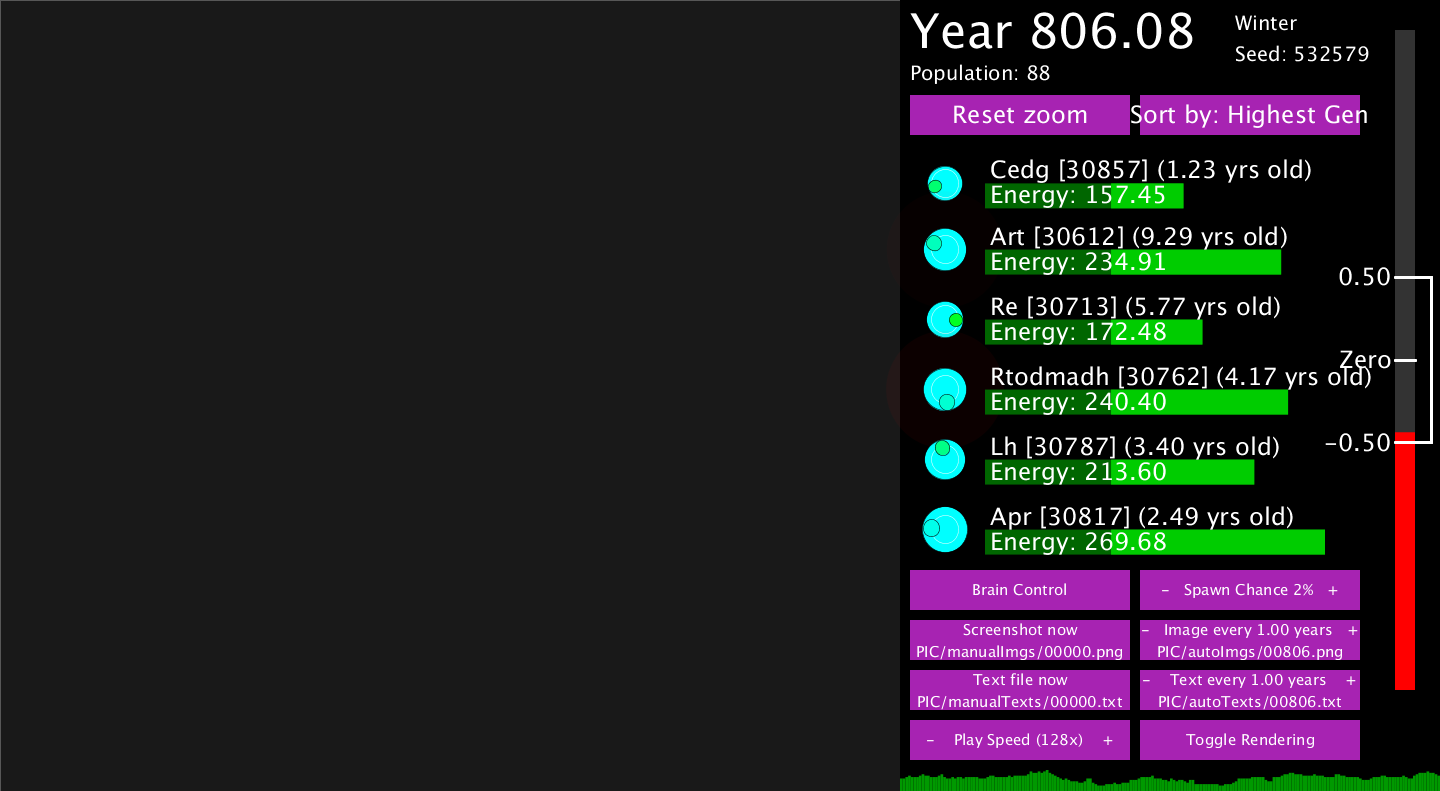 Year 806.08
Winter
Seed: 532579
Population: 88
Reset zoom
Sort by: Highest Gen
Cedg [30857] (1.23 yrs old)
Energy: 157.45
Art [30612] (9.29 yrs old)
Energy: 234.91
0.50
Re [30713] (5.77 yrs old)
Energy: 172.48
Zero
Rtodmadh [30762] (4.17 yrs old)
Energy: 240.40
-0.50
Lh [30787] (3.40 yrs old)
Energy: 213.60
Apr [30817] (2.49 yrs old)
Energy: 269.68
Brain Control
- Spawn Chance 2% +
Screenshot now
PIC/manualImgs/00000.png
- Image every 1.00 years +
PIC/autoImgs/00806.png
Text file now
PIC/manualTexts/00000.txt
- Text every 1.00 years +
PIC/autoTexts/00806.txt
- Play Speed (128x) +
Toggle Rendering